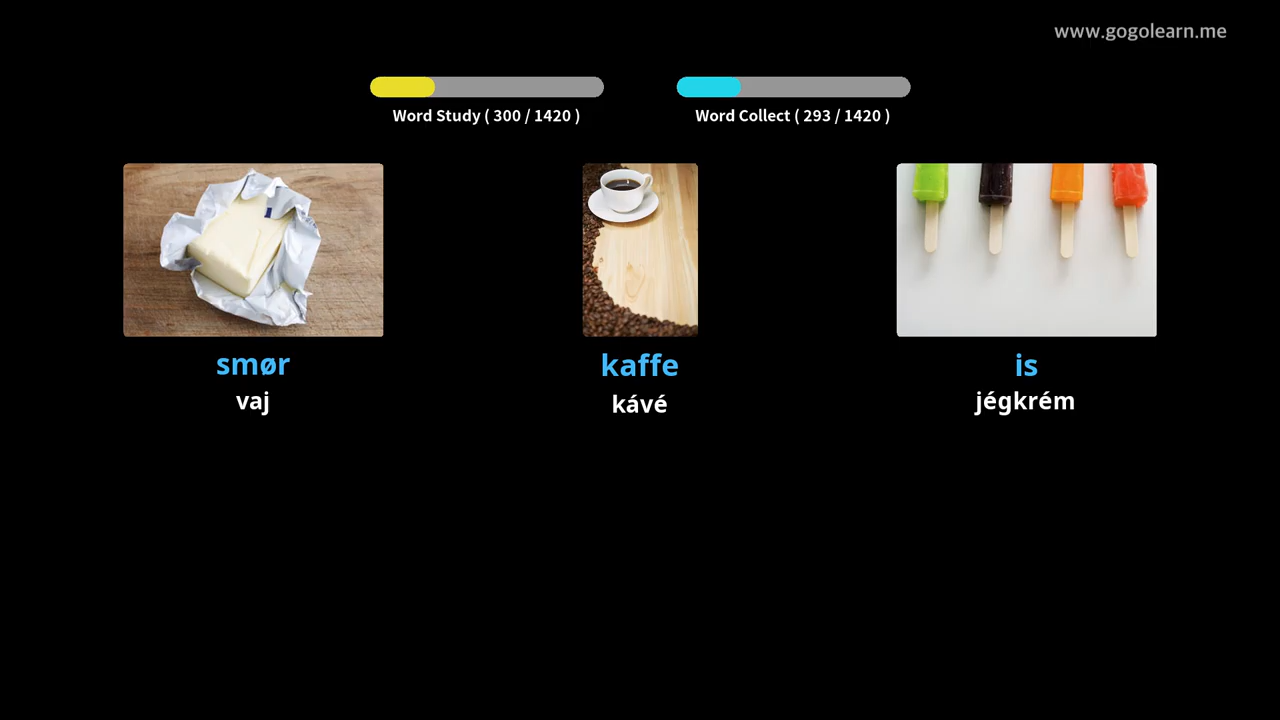 www.gogolearn.me
Word Study ( 300 / 1420 )
Word Collect ( 293 / 1420 )
smør
kaffe
is
vaj
kávé
jégkrém